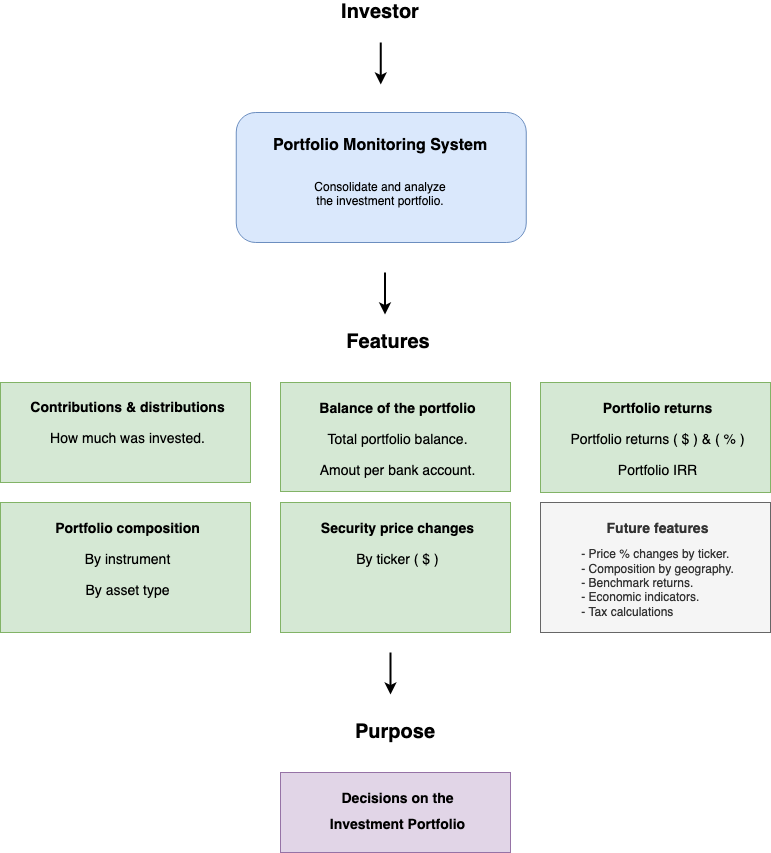 Investor
Portfolio Monitoring System
Consolidate and analyze
the investment portfolio.
Features
Contributions & distributions
How much was invested.
Balance of the portfolio
Total portfolio balance.
Amout per bank account.
Portfolio returns
Portfolio returns ( $ ) & ( % )
Portfolio IRR
Portfolio composition
By instrument
By asset type
Security price changes
By ticker ( $ )
Future features
- Price % changes by ticker.
- Composition by geography.
- Benchmark returns.
- Economic indicators.
- Tax calculations
Purpose
Decisions on the
Investment Portfolio